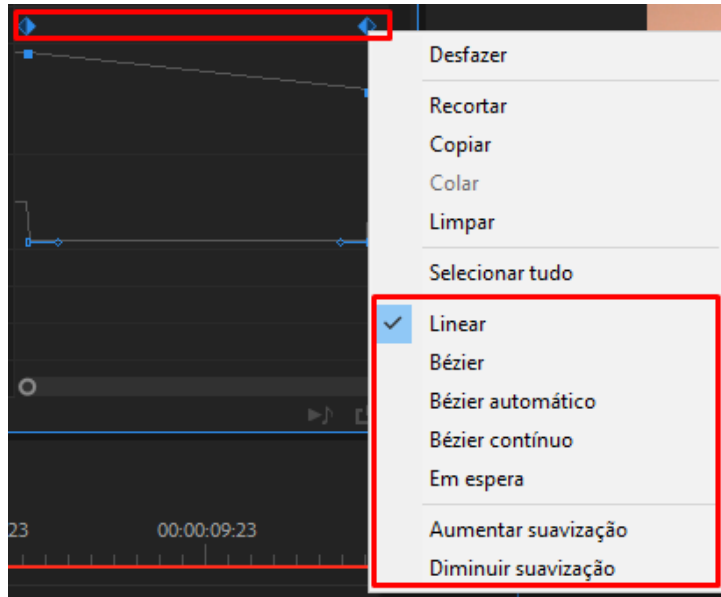 Desfazer
Recortar
Copiar
Colar
Limpar
Selecionar tudo
Linear
Bézier
Bézier automático
Bézier contínuo
Em espera
Aumentar suavização
Diminuir suavização
23
00:00:09:23